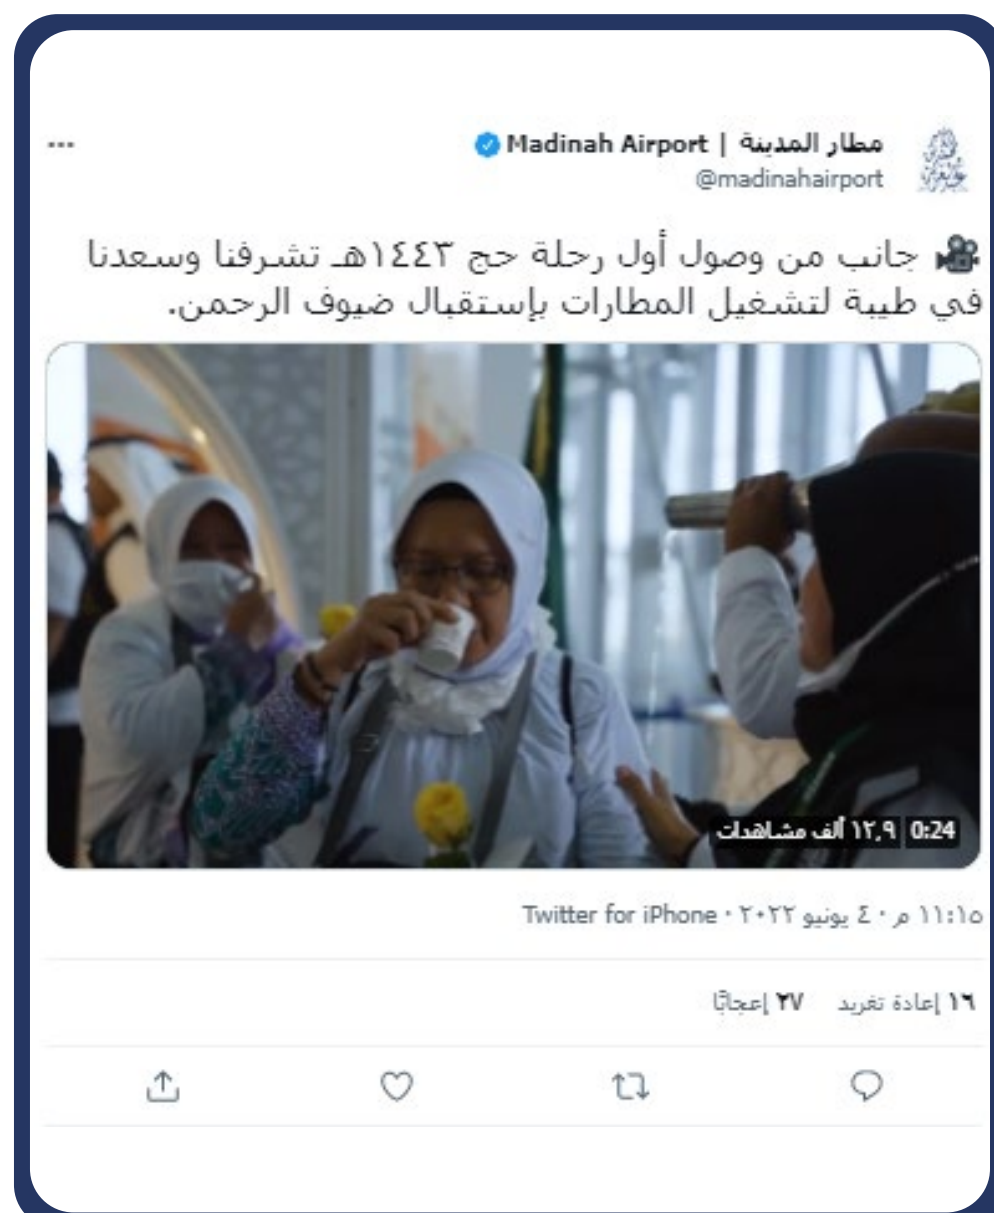 مطار المدينة | Madinah Airport
@madinahairport
جانب من وصول أول رحلة حج ١٤٤٣هـ تشرفنا وسعدنا
في طيبة لتشغيل المطارات بإستقبال ضيوف الرحمن.
0:24 ١٢,٩ ألف مشاهدات
١١:١٥ م · ٤ يونيو ٢٠٢٢ · Twitter for iPhone
١٦ إعادة تغريد ٢٧ إعجابًا